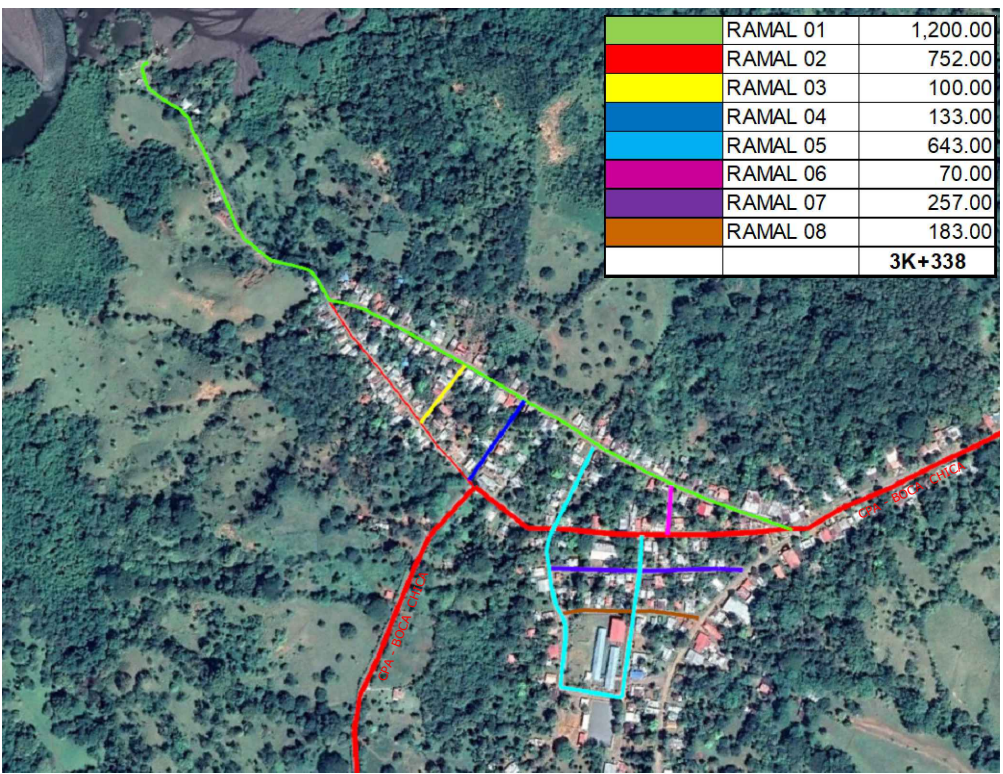 RAMAL 01 1,200.00
RAMAL 02 752.00
RAMAL 03 100.00
RAMAL 04 133.00
RAMAL 05 643.00
RAMAL 06 70.00
RAMAL 07 257.00
RAMAL 08 183.00
3K+338
CPA - BOCA CHICA
CPA - BOCA CHICA